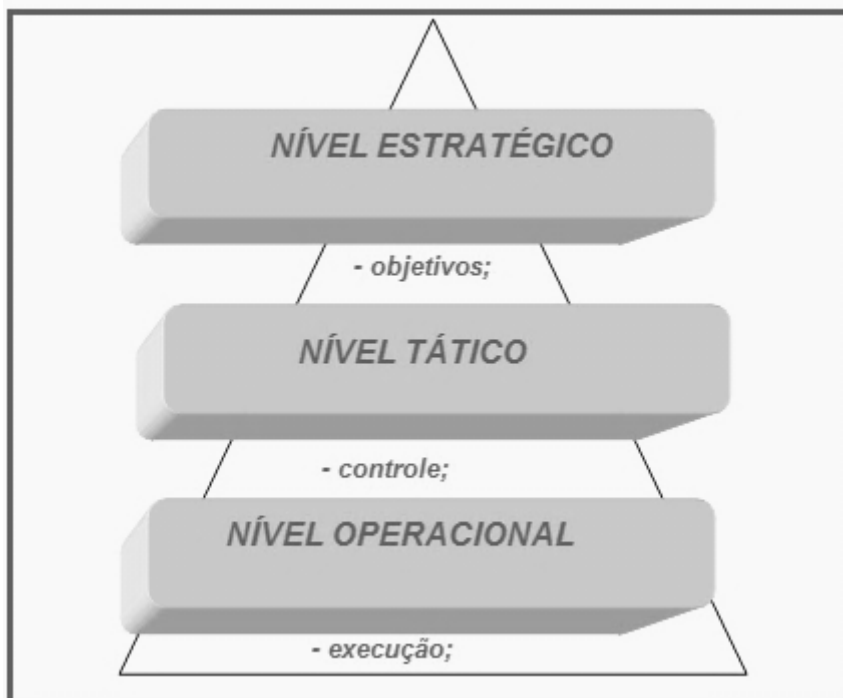 NÍVEL ESTRATÉGICO
- objetivos;
NÍVEL TÁTICO
- controle;
NÍVEL OPERACIONAL
- execução;